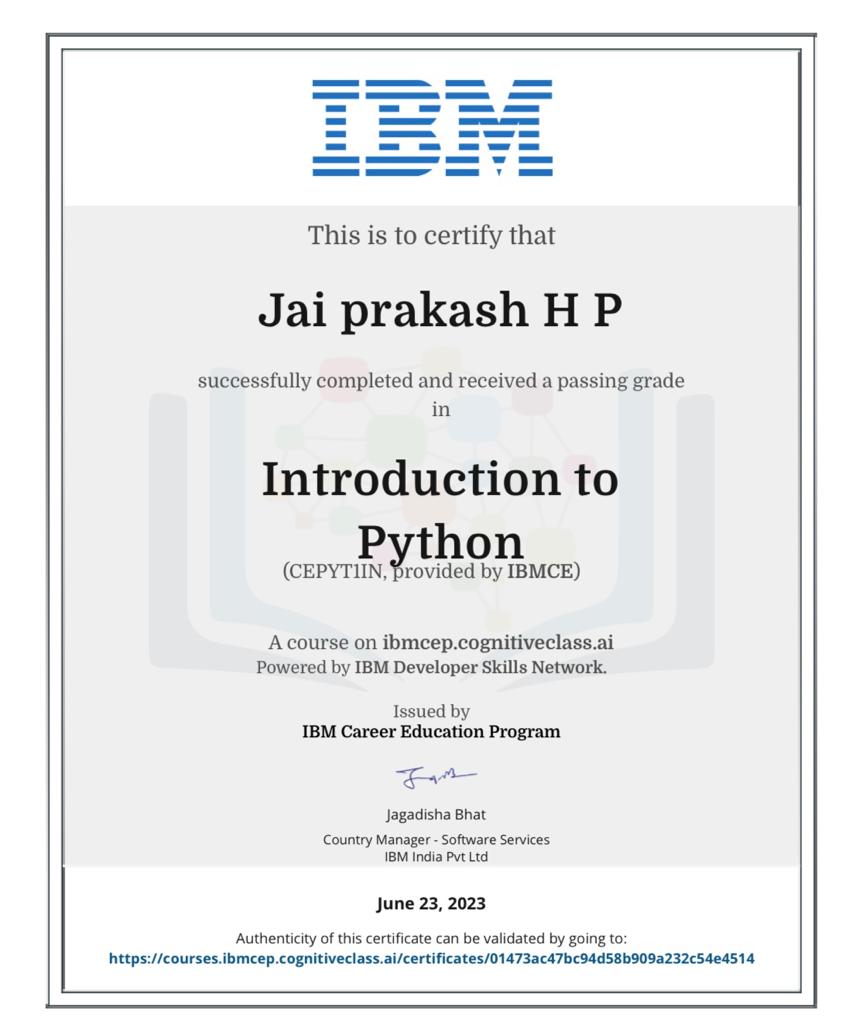 IBM
This is to certify that
Jai prakash H P
successfully completed and received a passing grade
in
Introduction to
Python
(CEPYT1IN, provided by IBMCE)
A course on ibmcep.cognitiveclass.ai
Powered by IBM Developer Skills Network.
Issued by
IBM Career Education Program
Jagadisha Bhat
Country Manager - Software Services
IBM India Pvt Ltd
June 23, 2023
Authenticity of this certificate can be validated by going to:
https://courses.ibmcep.cognitiveclass.ai/certificates/01473ac47bc94d58b909a232c54e4514